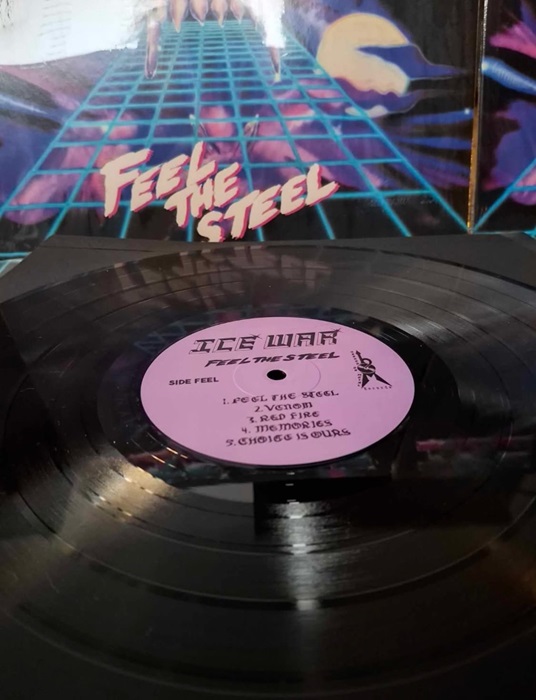 FEEL
THE
STEEL
ICE WAR
FEEL THE STEEL
SIDE FEEL
1. FEEL THE STEEL
2. VENOM
3. RED FIRE
4. MEMORIES
5. CHOICE IS OURS